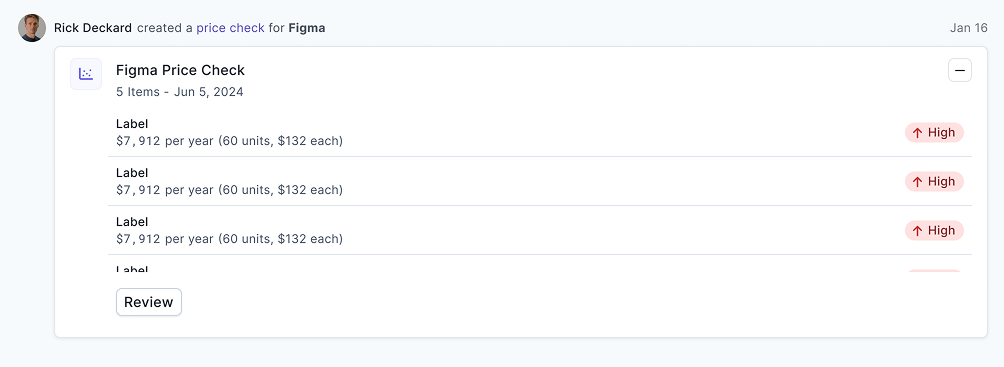 Rick Deckard created a price check for Figma
Jan 16
Figma Price Check
5 Items - Jun 5, 2024
Label
$7,912 per year (60 units, $132 each)
High
Label
$7,912 per year (60 units, $132 each)
High
Label
$7,912 per year (60 units, $132 each)
High
Label
Review